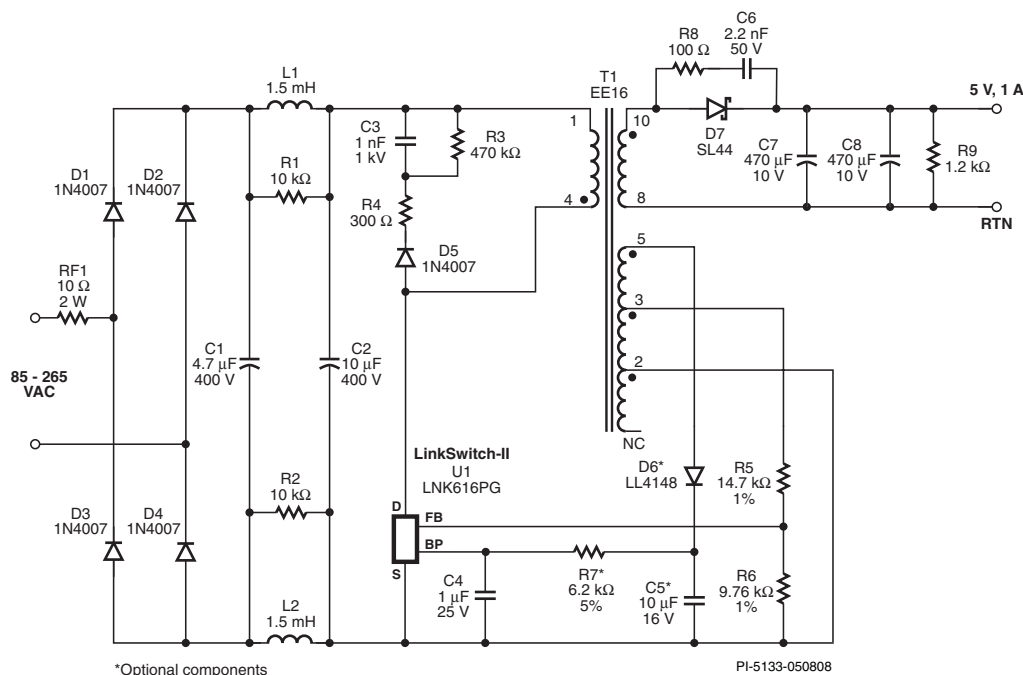 C6
2.2 nF
50 V
R8
100 Ω
L1
1.5 mH
T1
EE16
5 V, 1 A
1
10
C3
1 nF
1 kV
R3
470 kΩ
D7
SL44
C7
470 μF
10 V
C8
470 μF
10 V
R9
1.2 kΩ
D1
1N4007
D2
1N4007
R1
10 kΩ
R4
300 Ω
4
8
RTN
D5
1N4007
5
RF1
10 Ω
2 W
3
C1
4.7 μF
400 V
C2
10 μF
400 V
2
85 - 265
VAC
NC
LinkSwitch-II
U1
LNK616PG
D6*
LL4148
R5
14.7 kΩ
1%
R2
10 kΩ
D
FB
BP
S
D3
1N4007
D4
1N4007
C4
1 μF
25 V
R7*
6.2 kΩ
5%
C5*
10 μF
16 V
R6
9.76 kΩ
1%
L2
1.5 mH
*Optional components
PI-5133-050808